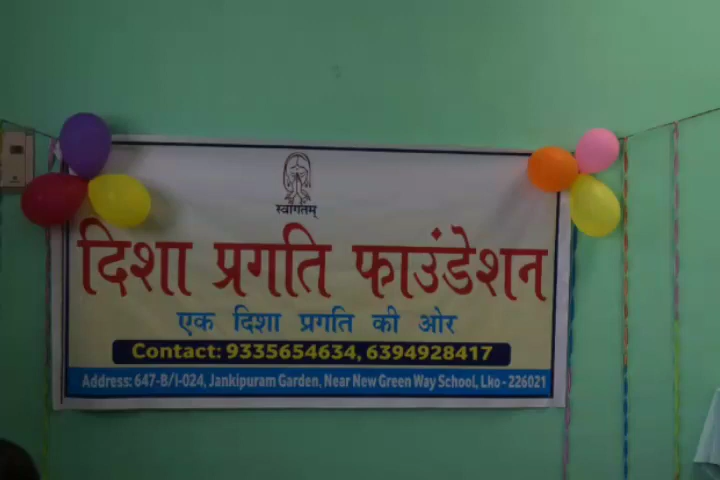 स्वागतम्
दिशा प्रगति फाउंडेशन
एक दिशा प्रगति की ओर
Contact: 9335654634, 6394928417
Address: 647-B/I-024, Jankipuram Garden, Near New Green Way School, Lko - 226021